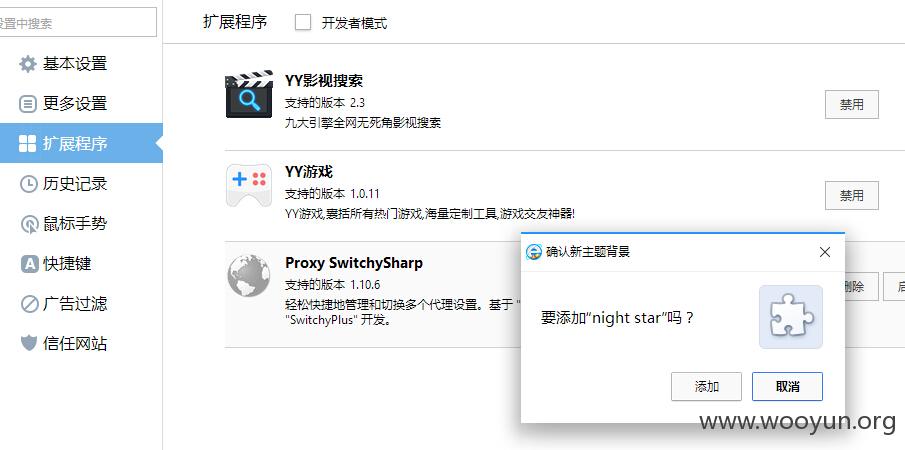 设置中搜索
扩展程序
开发者模式
基本设置
更多设置
扩展程序
历史记录
鼠标手势
快捷键
广告过滤
信任网站
YY影视搜索
支持的版本 2.3
九大引擎全网无死角影视搜索
禁用
YY游戏
支持的版本 1.0.11
YY游戏,囊括所有热门游戏,海量定制工具,游戏交友神器!
禁用
Proxy SwitchySharp
支持的版本 1.10.6
轻松快捷地管理和切换多个代理设置。基于 "
"SwitchyPlus" 开发。
删除
确认新主题背景
要添加“night star”吗？
添加
取消
www.wooyun.org